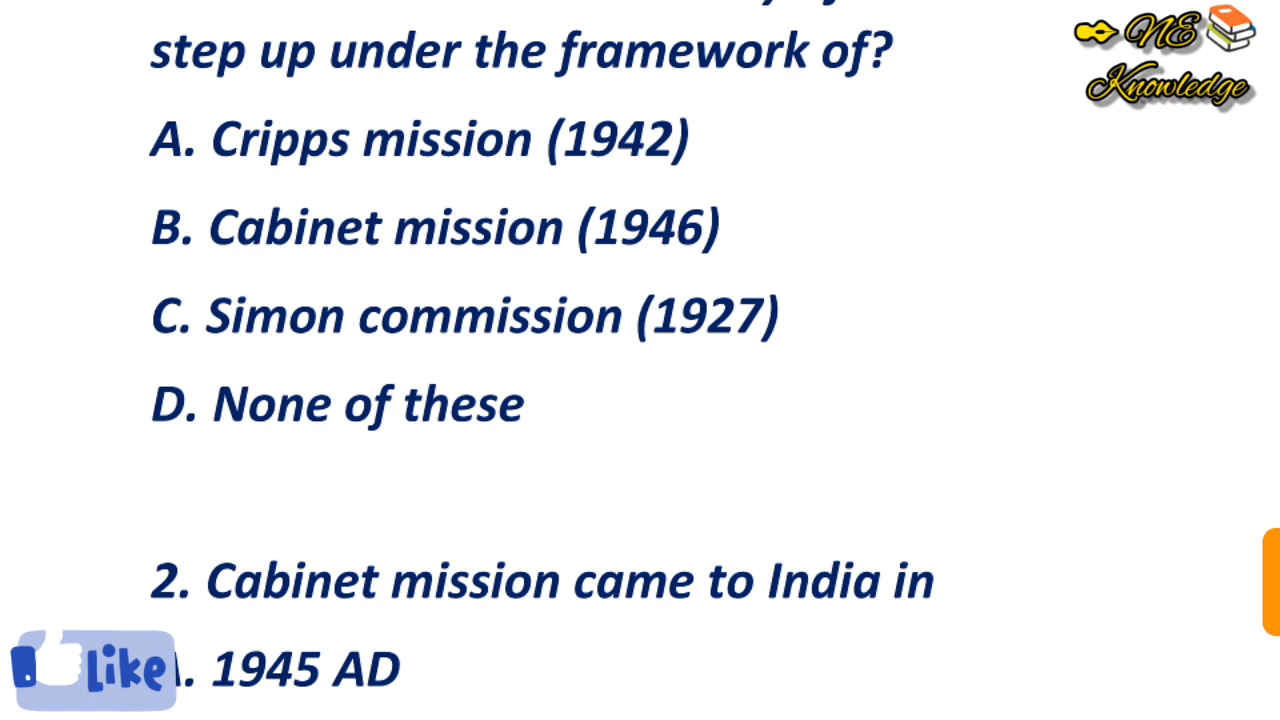 step up under the framework of?
A. Cripps mission (1942)
B. Cabinet mission (1946)
C. Simon commission (1927)
D. None of these
2. Cabinet mission came to India in
. 1945 AD
NE
Knowledge
Like